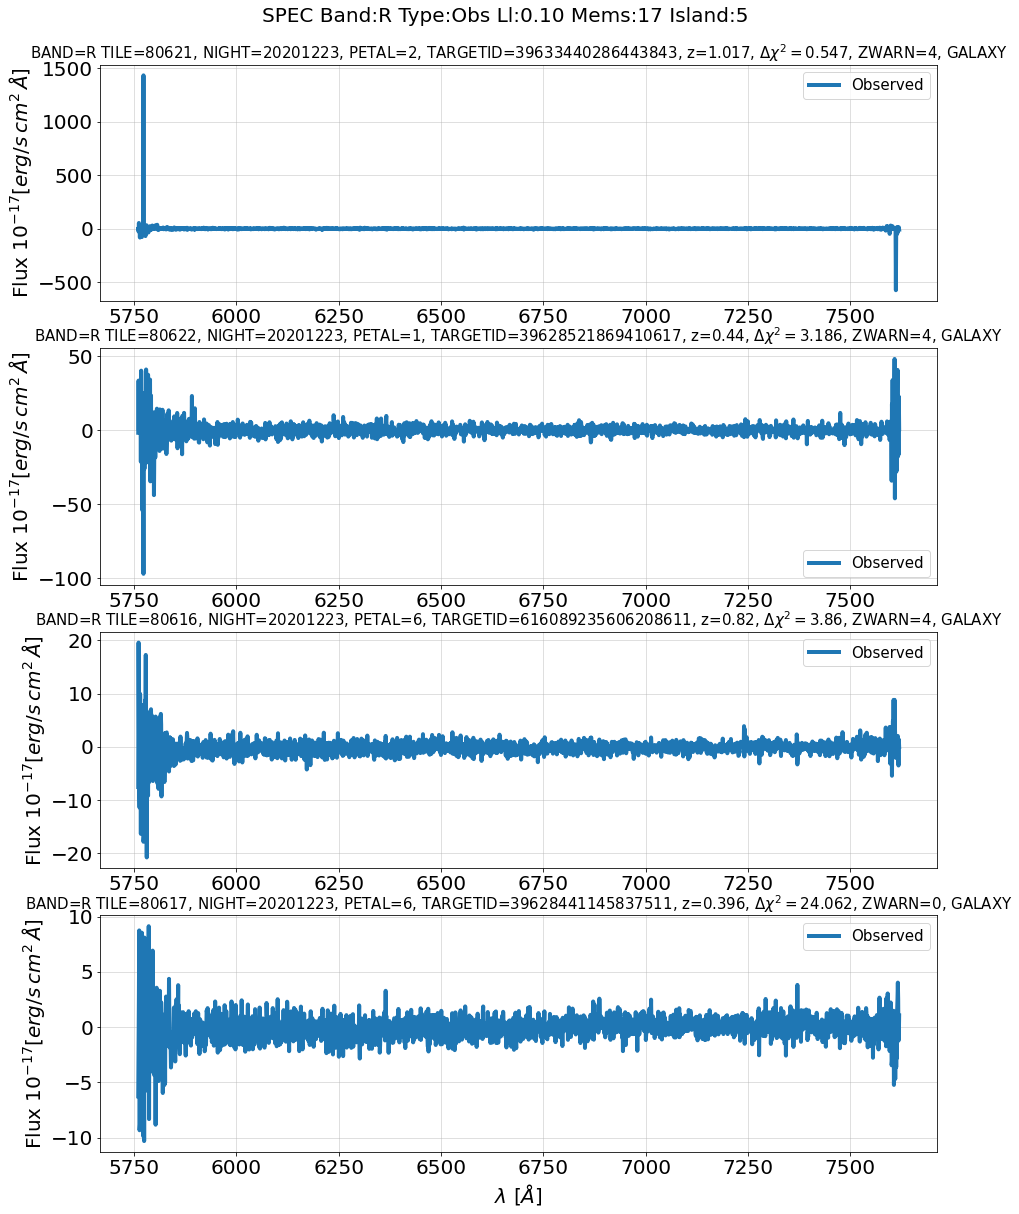 SPEC Band:R Type:Obs Ll:0.10 Mems:17 Island:5
BAND=R TILE=80621, NIGHT=20201223, PETAL=2, TARGETID=39633440286443843, z=1.017, Δχ² = 0.547, ZWARN=4, GALAXY
1500
1000
500
0
−500
Flux 10⁻¹⁷[erg/s cm² Å]
Observed
5750 6000 6250 6500 6750 7000 7250 7500
BAND=R TILE=80622, NIGHT=20201223, PETAL=1, TARGETID=39628521869410617, z=0.44, Δχ² = 3.186, ZWARN=4, GALAXY
50
0
−50
−100
Flux 10⁻¹⁷[erg/s cm² Å]
Observed
5750 6000 6250 6500 6750 7000 7250 7500
BAND=R TILE=80616, NIGHT=20201223, PETAL=6, TARGETID=616089235606208611, z=0.82, Δχ² = 3.86, ZWARN=4, GALAXY
20
10
0
−10
−20
Flux 10⁻¹⁷[erg/s cm² Å]
Observed
5750 6000 6250 6500 6750 7000 7250 7500
BAND=R TILE=80617, NIGHT=20201223, PETAL=6, TARGETID=39628441145837511, z=0.396, Δχ² = 24.062, ZWARN=0, GALAXY
10
5
0
−5
−10
Flux 10⁻¹⁷[erg/s cm² Å]
Observed
5750 6000 6250 6500 6750 7000 7250 7500
λ [Å]